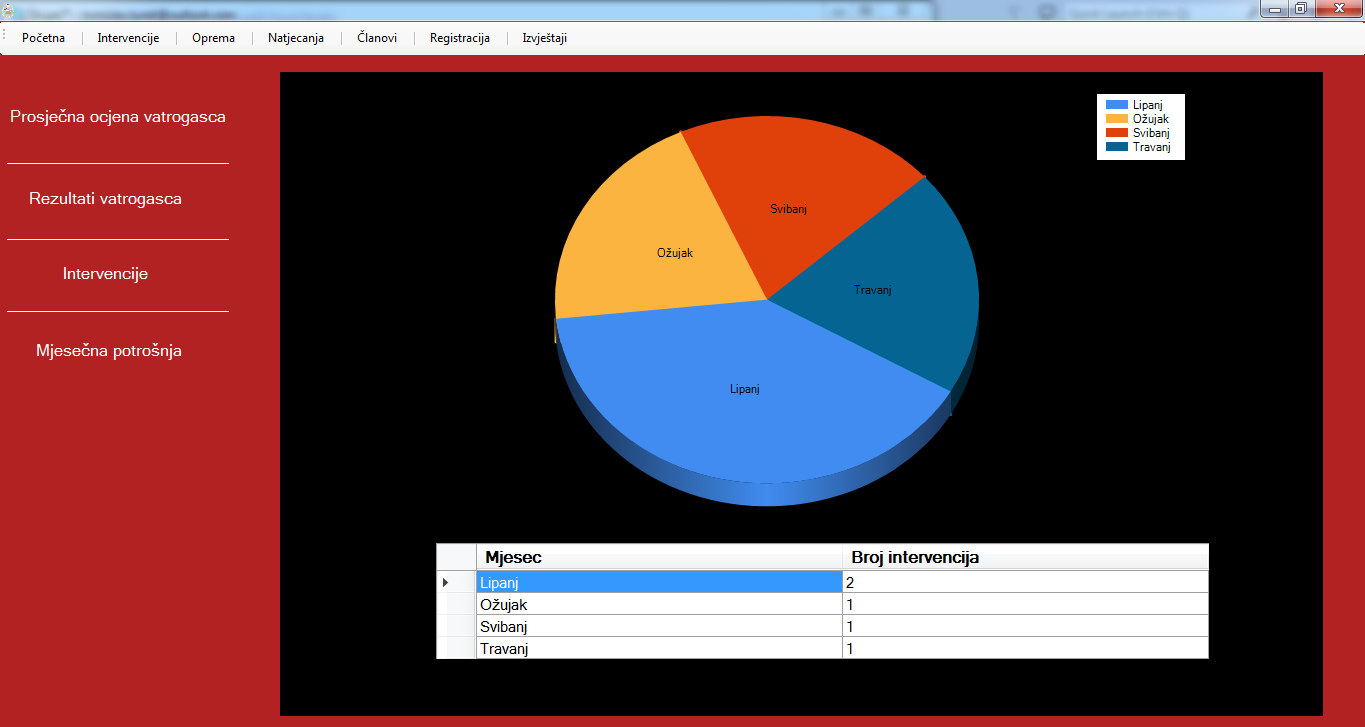 Početna Intervencije Oprema Natjecanja Članovi Registracija Izvještaji
Prosječna ocjena vatrogasca
Rezultati vatrogasca
Intervencije
Mjesečna potrošnja
Lipanj
Ožujak
Svibanj
Travanj
Svibanj
Ožujak
Travanj
Lipanj
Mjesec Broj intervencija
Lipanj 2
Ožujak 1
Svibanj 1
Travanj 1